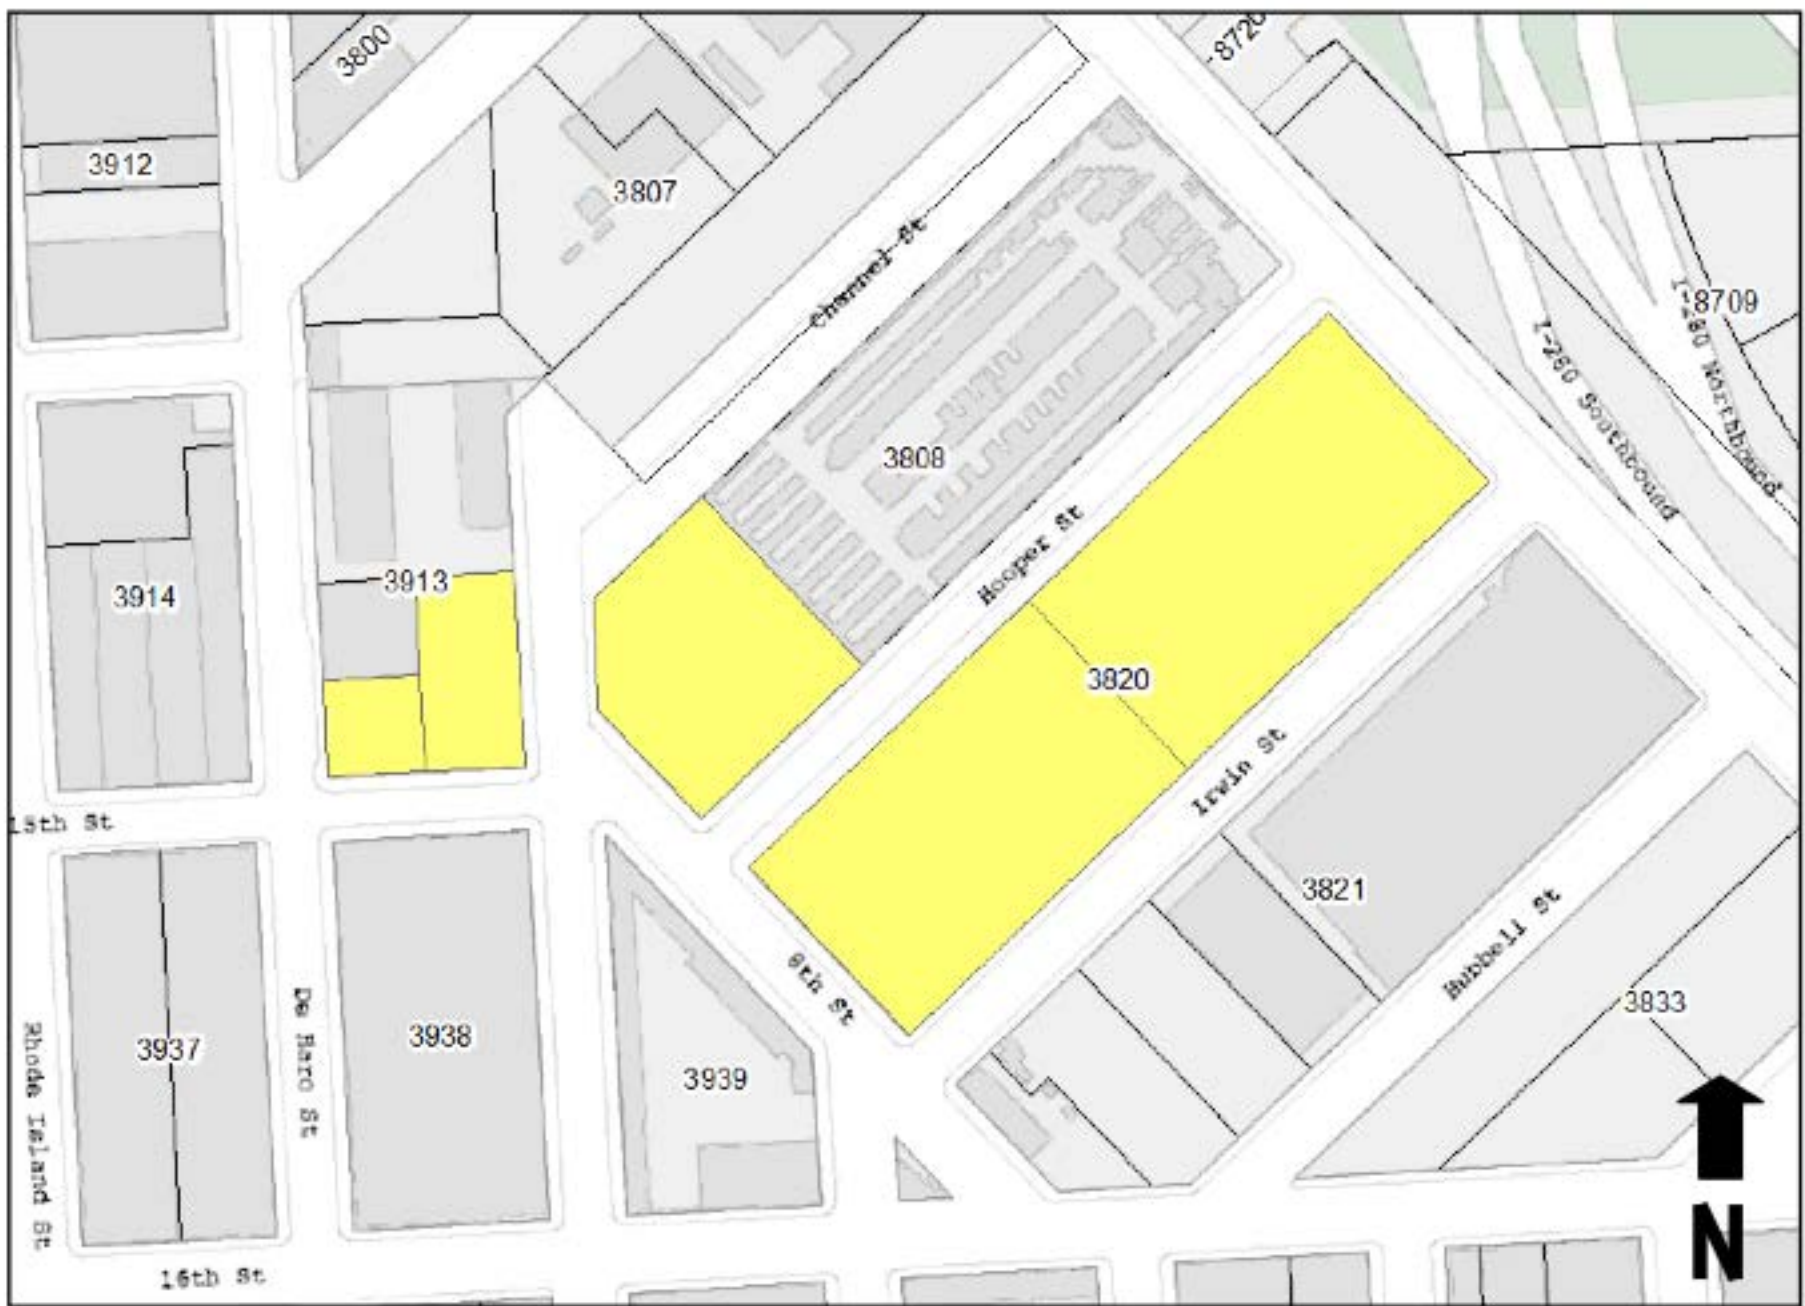 3800
8720
3912
3807
Channel St
8709
I-280 Northbound
I-280 Southbound
3808
Hooper St
3913
3914
3820
Irwin St
15th St
3821
Hubbell St
8th St
3833
3937
De Haro St
3938
3939
Rhode Island St
16th St
N